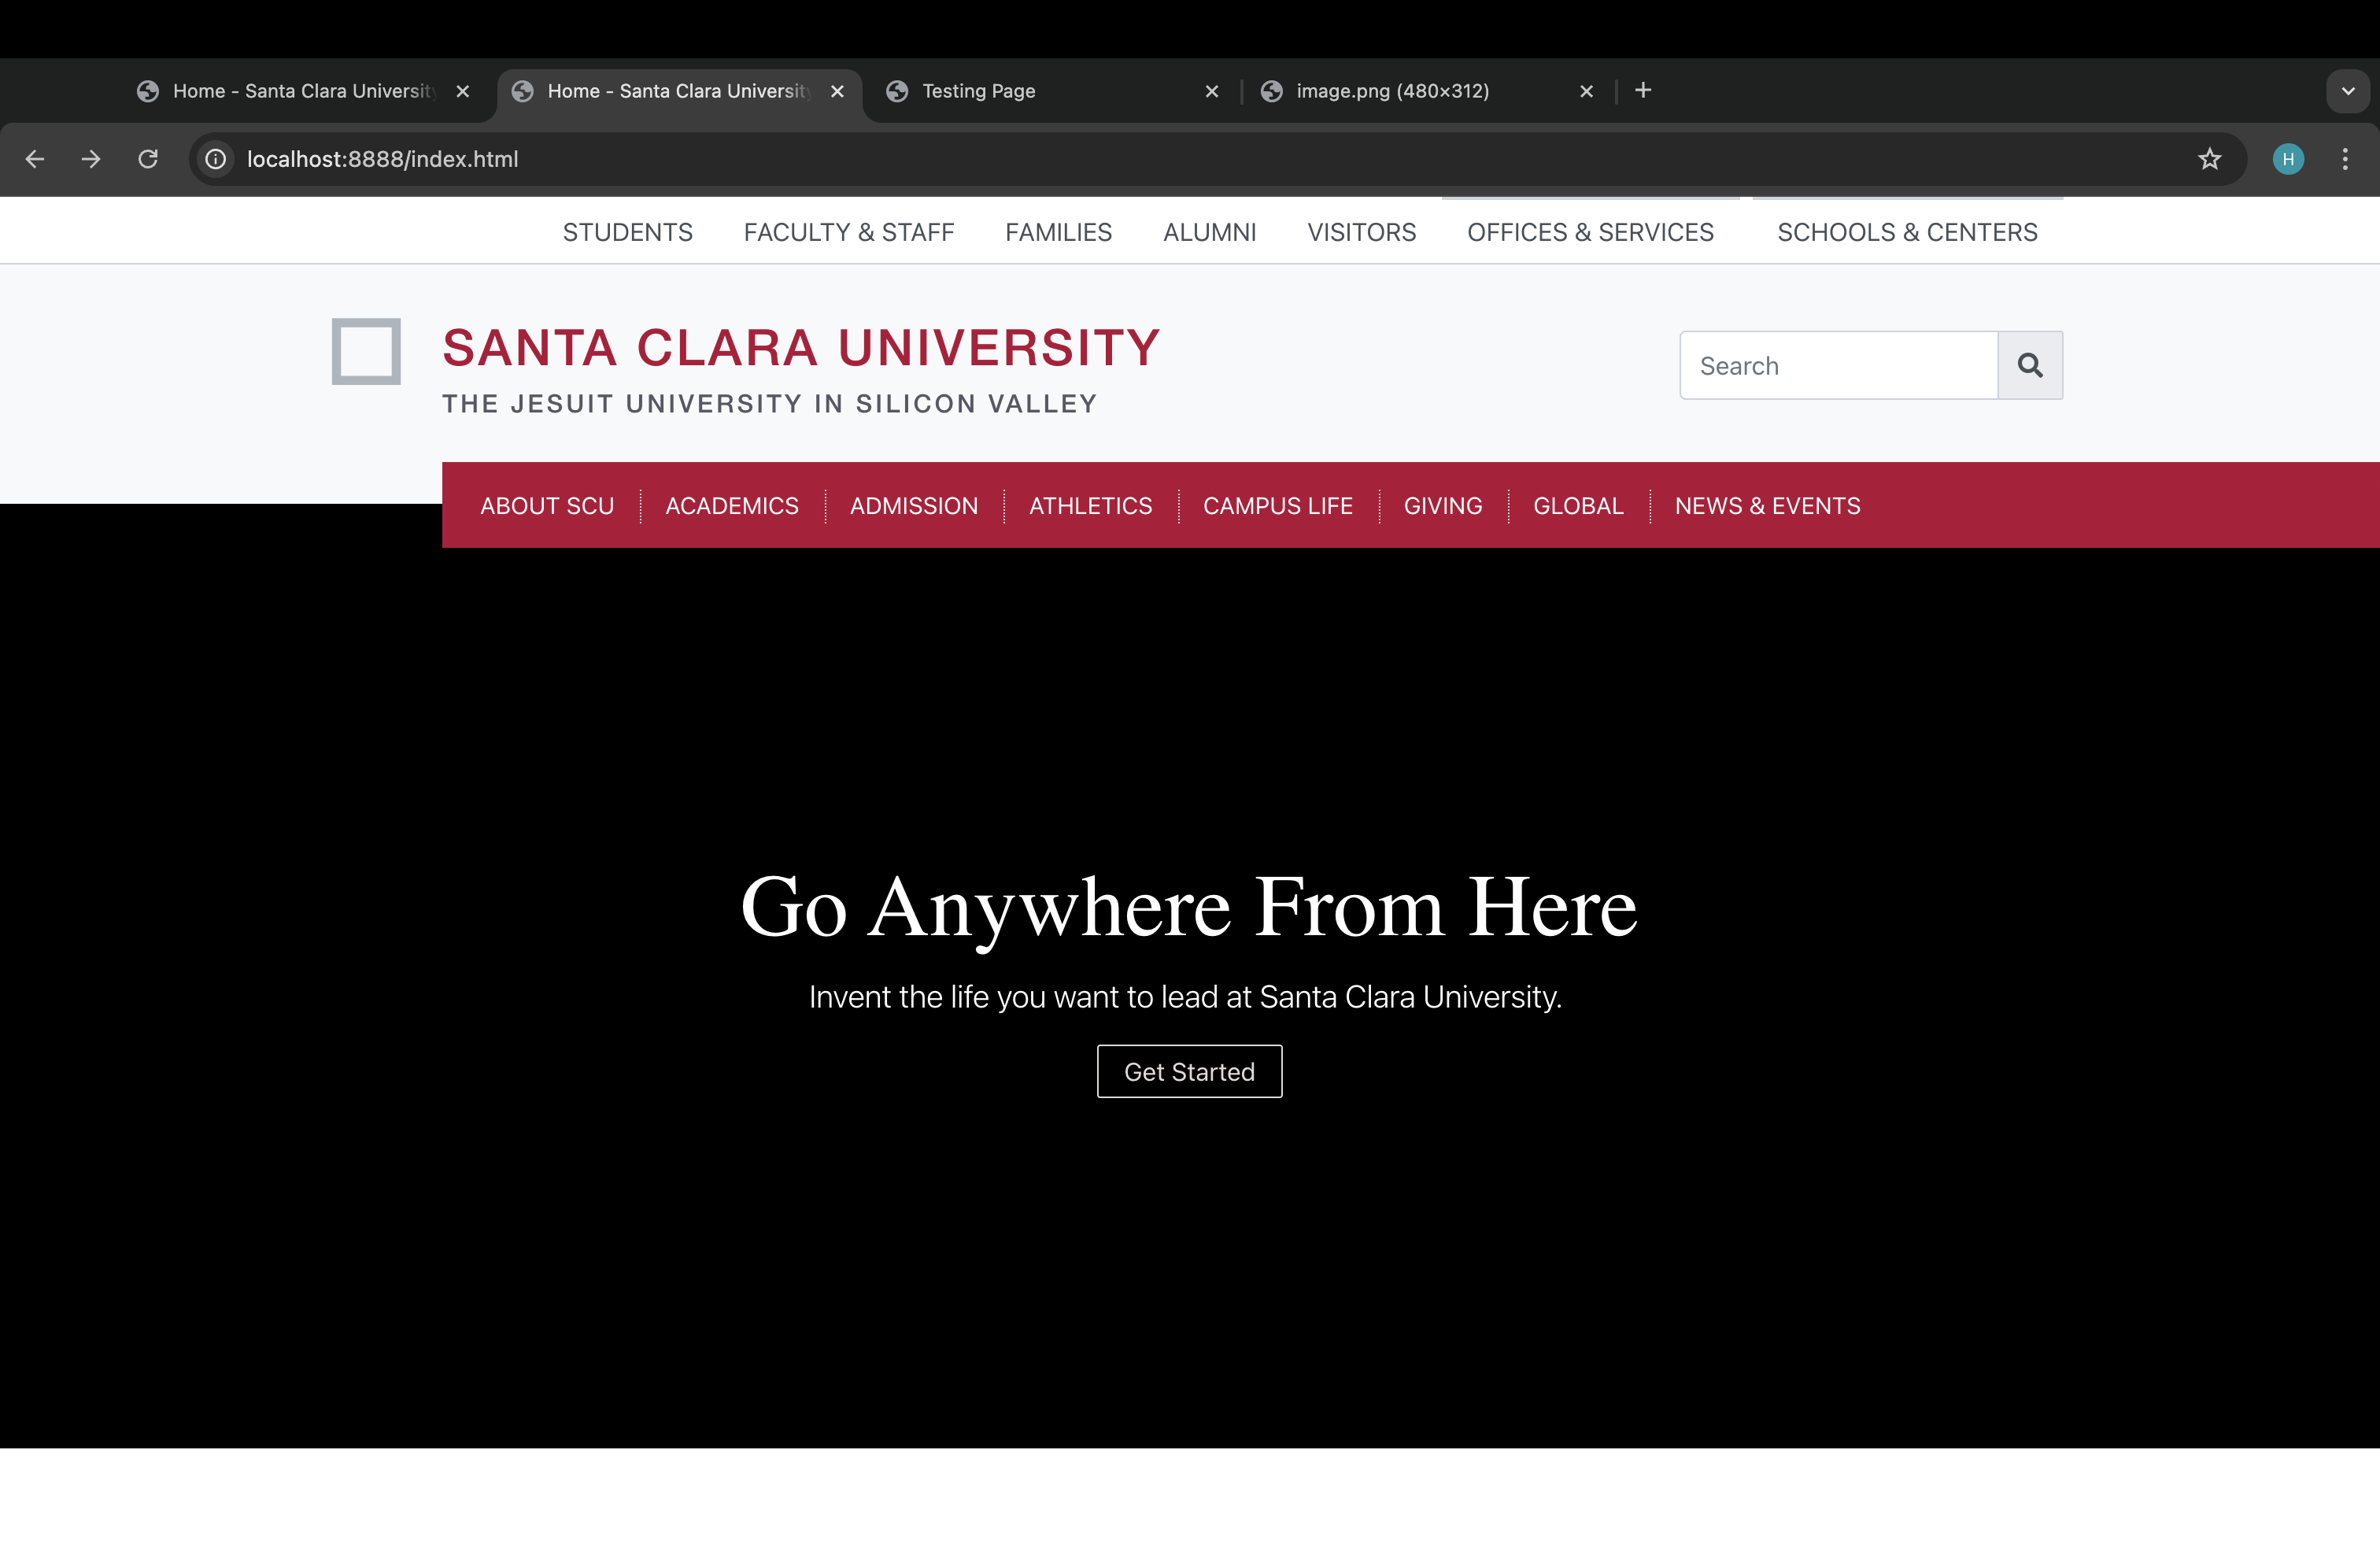 Home - Santa Clara University
Home - Santa Clara University
Testing Page
image.png (480×312)
localhost:8888/index.html
H
STUDENTS FACULTY & STAFF FAMILIES ALUMNI VISITORS OFFICES & SERVICES SCHOOLS & CENTERS
SANTA CLARA UNIVERSITY
THE JESUIT UNIVERSITY IN SILICON VALLEY
Search
ABOUT SCU ACADEMICS ADMISSION ATHLETICS CAMPUS LIFE GIVING GLOBAL NEWS & EVENTS
Go Anywhere From Here
Invent the life you want to lead at Santa Clara University.
Get Started